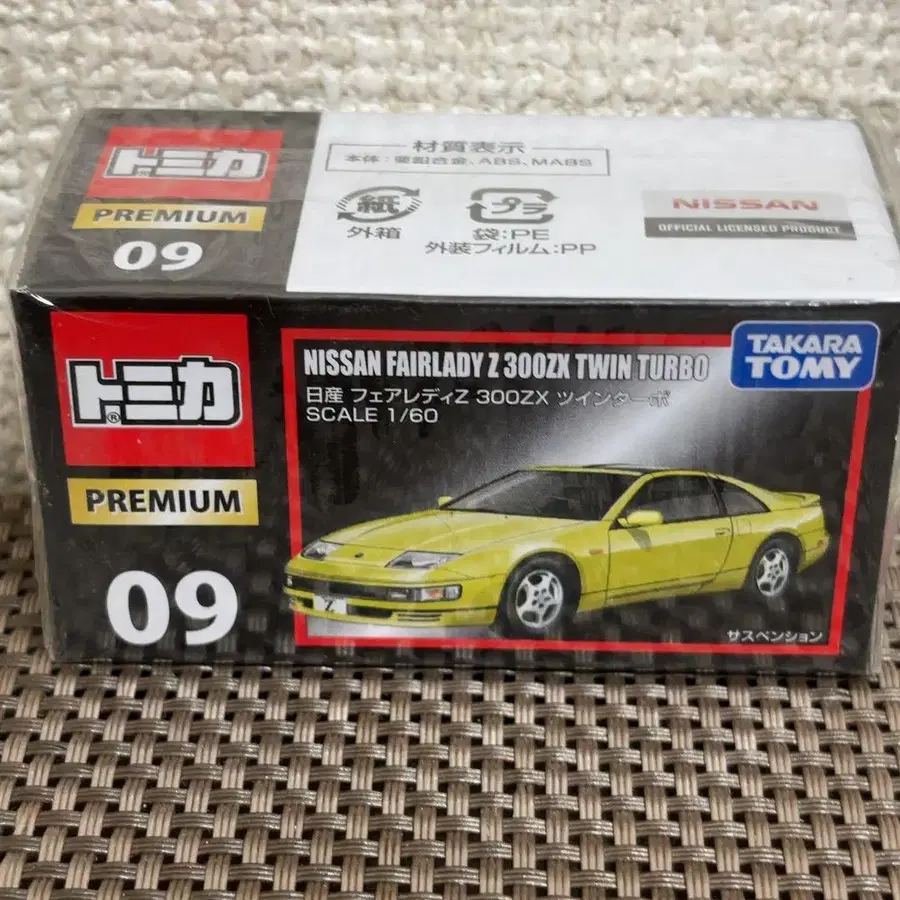 トミカ
PREMIUM
09
材質表示
本体：亜鉛合金、ABS、MABS
紙
外箱
プラ
袋：PE
外装フィルム：PP
NISSAN
OFFICIAL LICENSED PRODUCT
トミカ
PREMIUM
09
NISSAN FAIRLADY Z 300ZX TWIN TURBO
日産 フェアレディZ 300ZX ツインターボ
SCALE 1/60
TAKARA
TOMY
Z
サスペンション